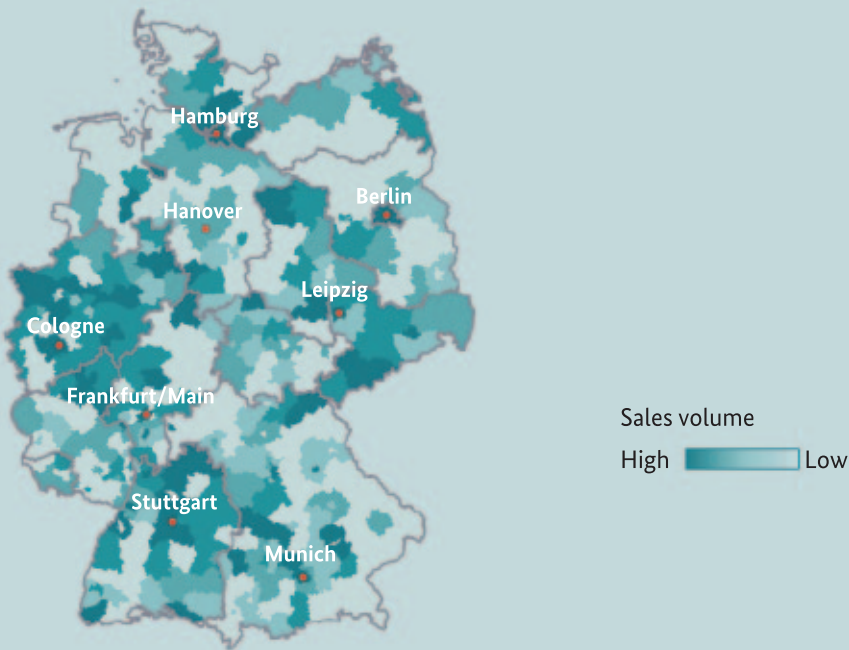 Hamburg
Berlin
Hanover
Leipzig
Cologne
Frankfurt/Main
Sales volume
High Low
Stuttgart
Munich